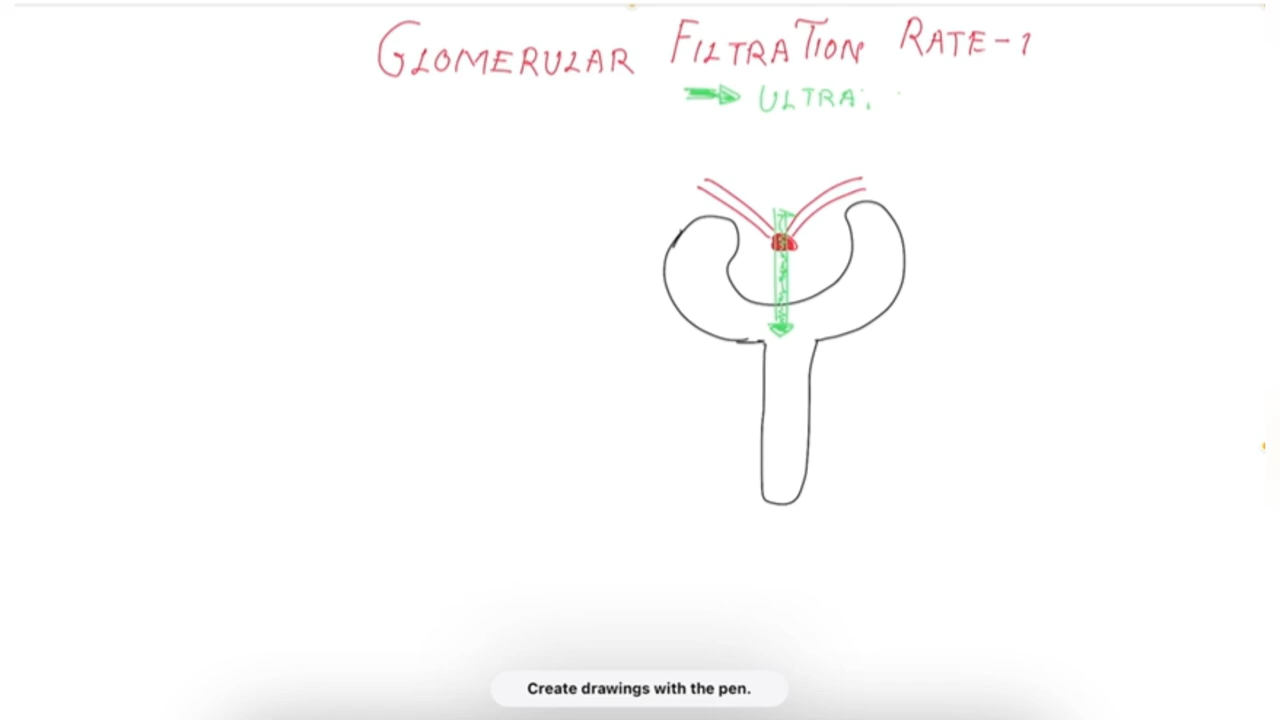 GLOMERULAR FILTRATION RATE-1
ULTRA
Create drawings with the pen.